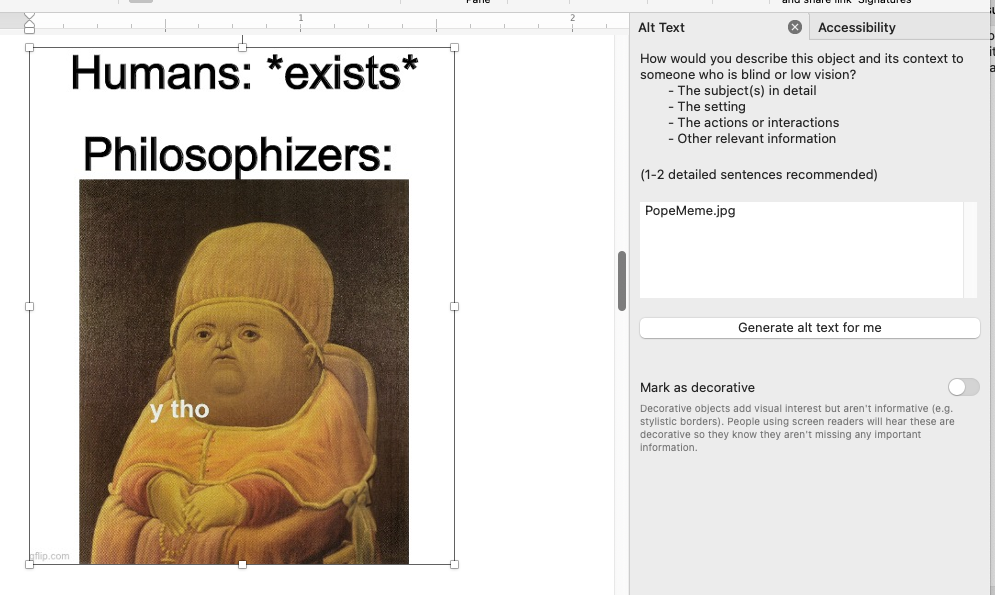 1
2
Humans: *exists*
Philosophizers:
y tho
gflip.com
Alt Text
Accessibility
How would you describe this object and its context to
someone who is blind or low vision?
- The subject(s) in detail
- The setting
- The actions or interactions
- Other relevant information
(1-2 detailed sentences recommended)
PopeMeme.jpg
Generate alt text for me
Mark as decorative
Decorative objects add visual interest but aren't informative (e.g.
stylistic borders). People using screen readers will hear these are
decorative so they know they aren't missing any important
information.